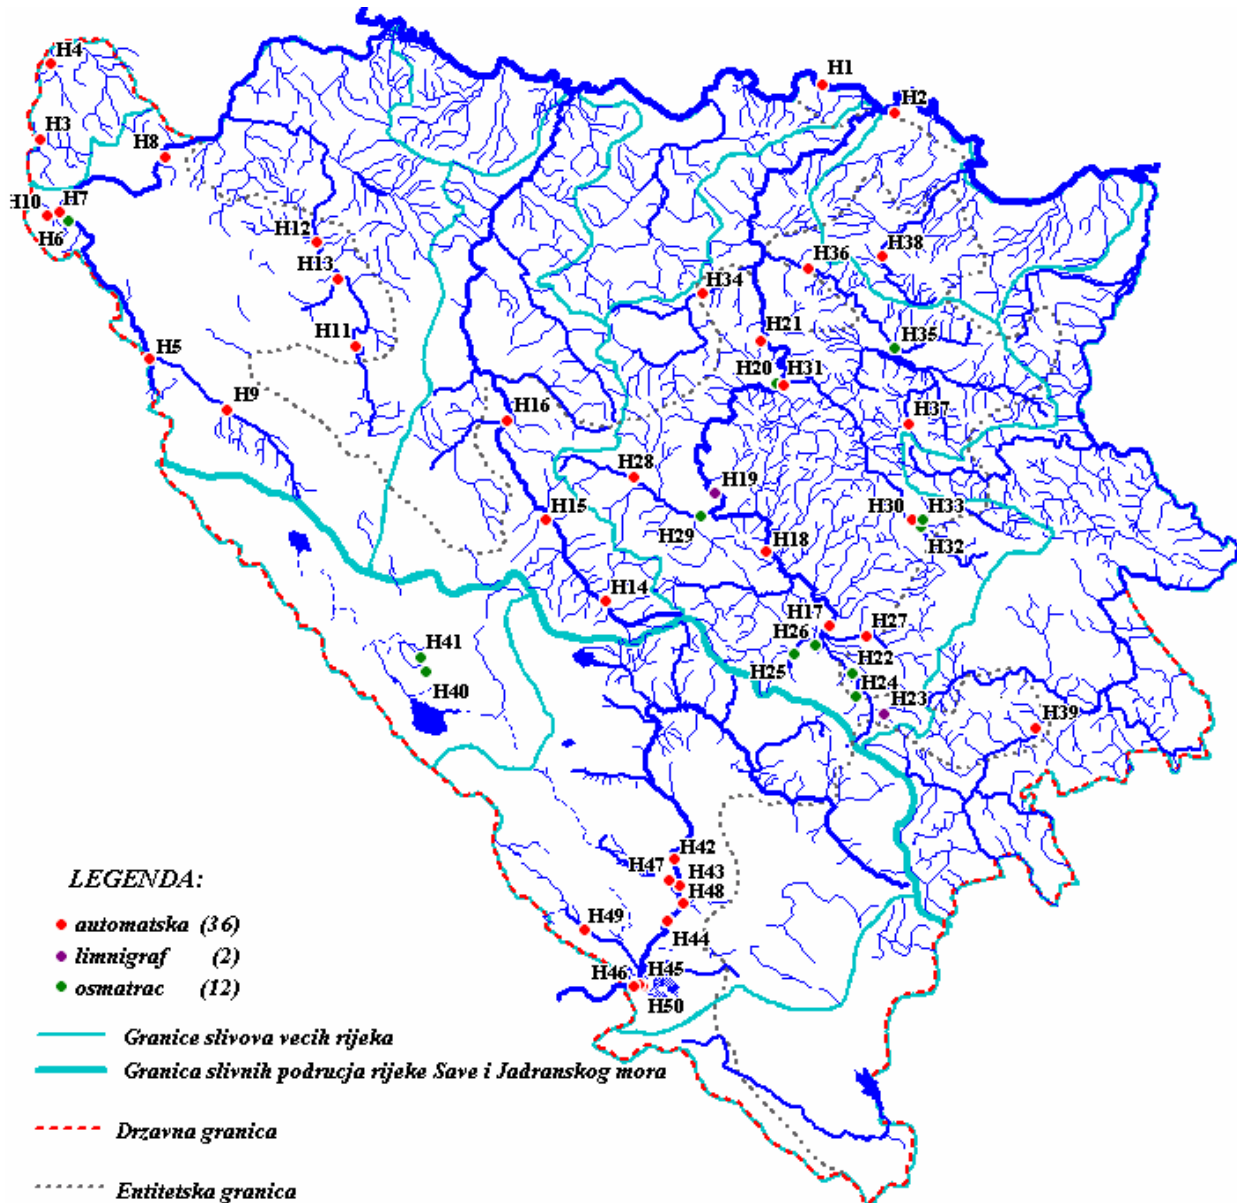 H4
H1
H2
H3
H8
H10
H7
H6
H12
H38
H36
H13
H34
H21
H35
H11
H5
H20
H31
H9
H16
H37
H28
H19
H15
H30
H33
H29
H18
H32
H14
H17
H27
H26
H41
H22
H25
H40
H24
H23
H39
H42
H47
H43
H48
H49
H44
H46
H45
H50
LEGENDA:
automatska (36)
limnigraf (2)
osmatrac (12)
Granice slivova vecih rijeka
Granica slivnih podrucja rijeke Save i Jadranskog mora
Drzavna granica
Entitetska granica